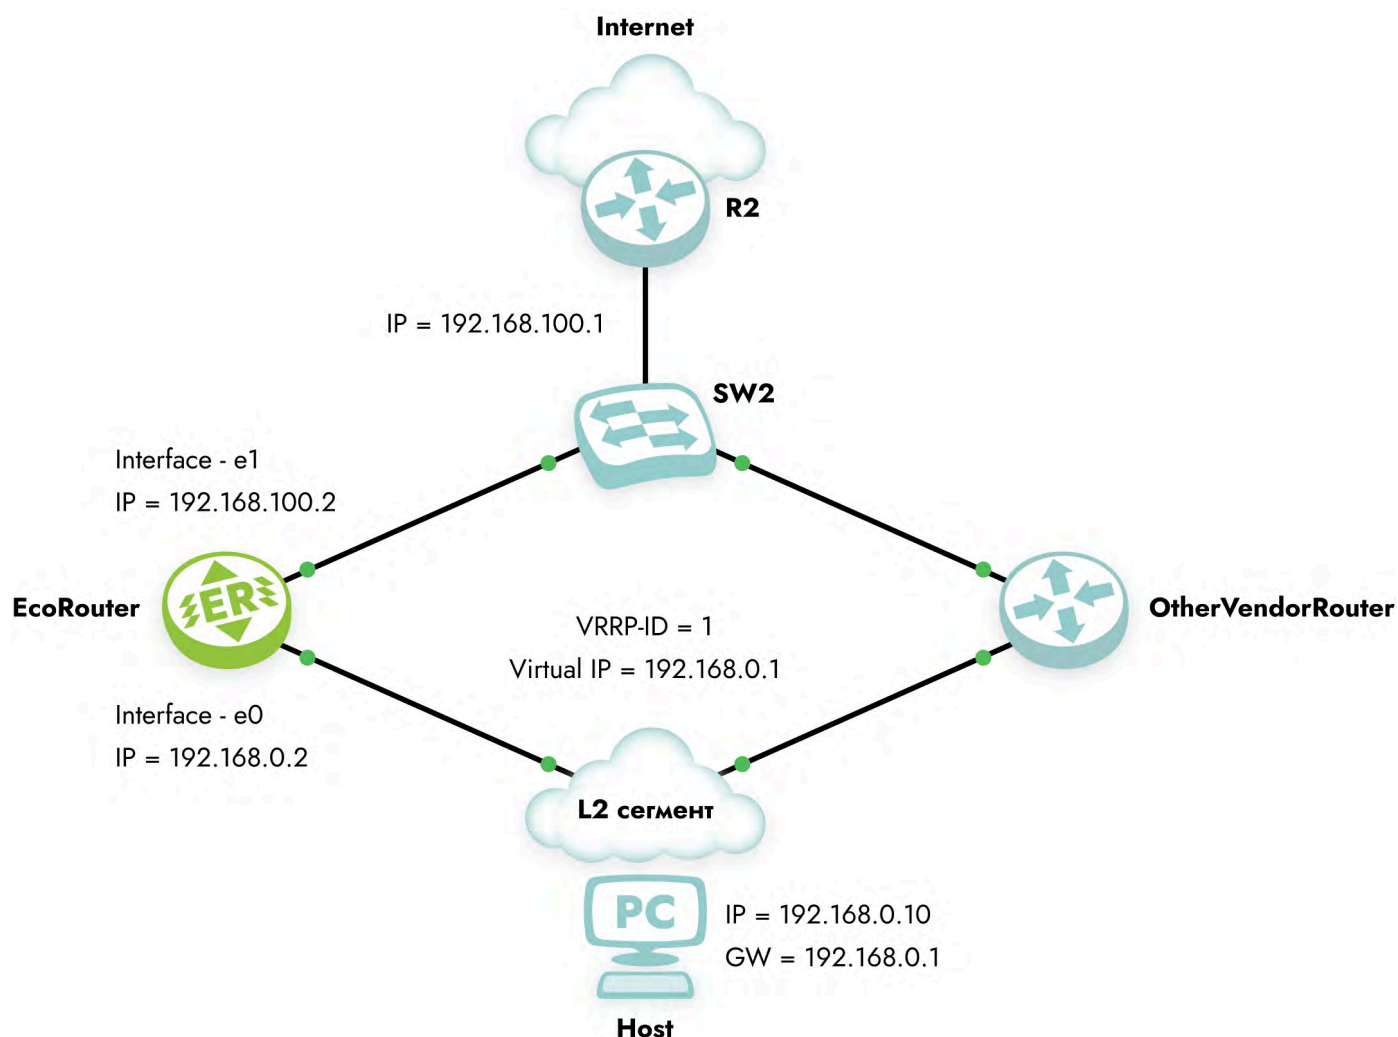 Internet
R2
IP = 192.168.100.1
SW2
Interface - e1
IP = 192.168.100.2
ER
EcoRouter
OtherVendorRouter
VRRP-ID = 1
Virtual IP = 192.168.0.1
Interface - e0
IP = 192.168.0.2
L2 сегмент
PC
IP = 192.168.0.10
GW = 192.168.0.1
Host